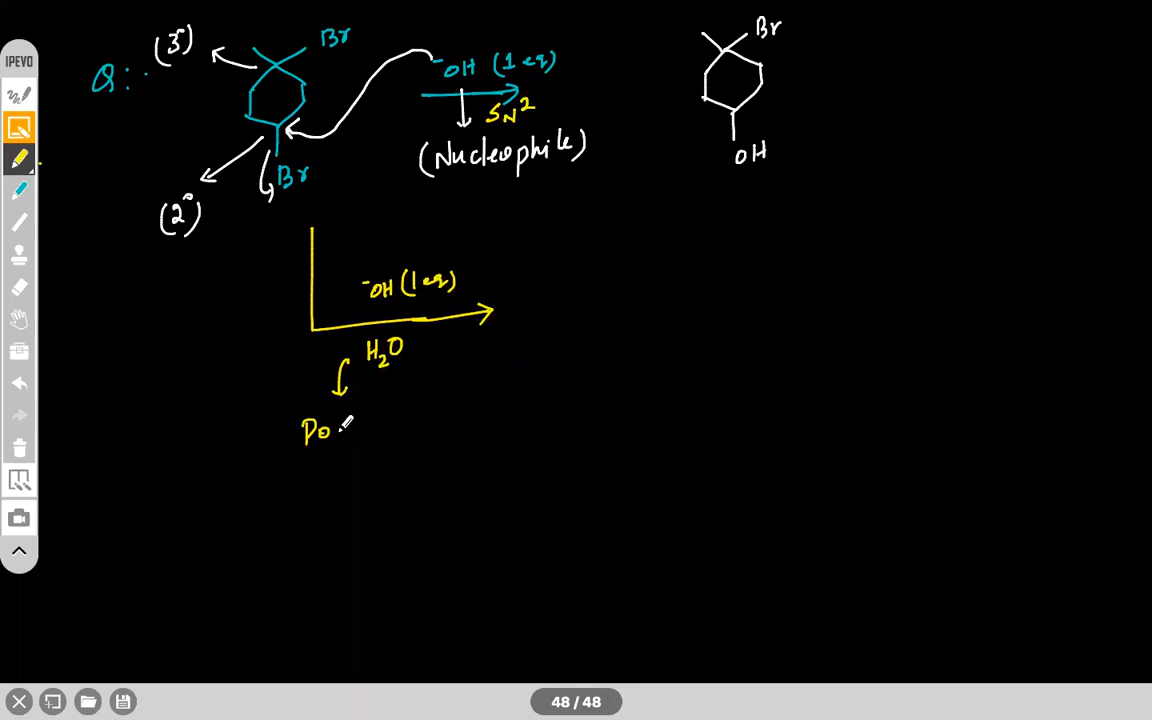 IPEVO
Q:
(3°)
Br
⁻OH (1 eq)
SN2
(Nucleophile)
Br
(2°)
Br
OH
⁻OH (1 eq)
H2O
Po
48 / 48